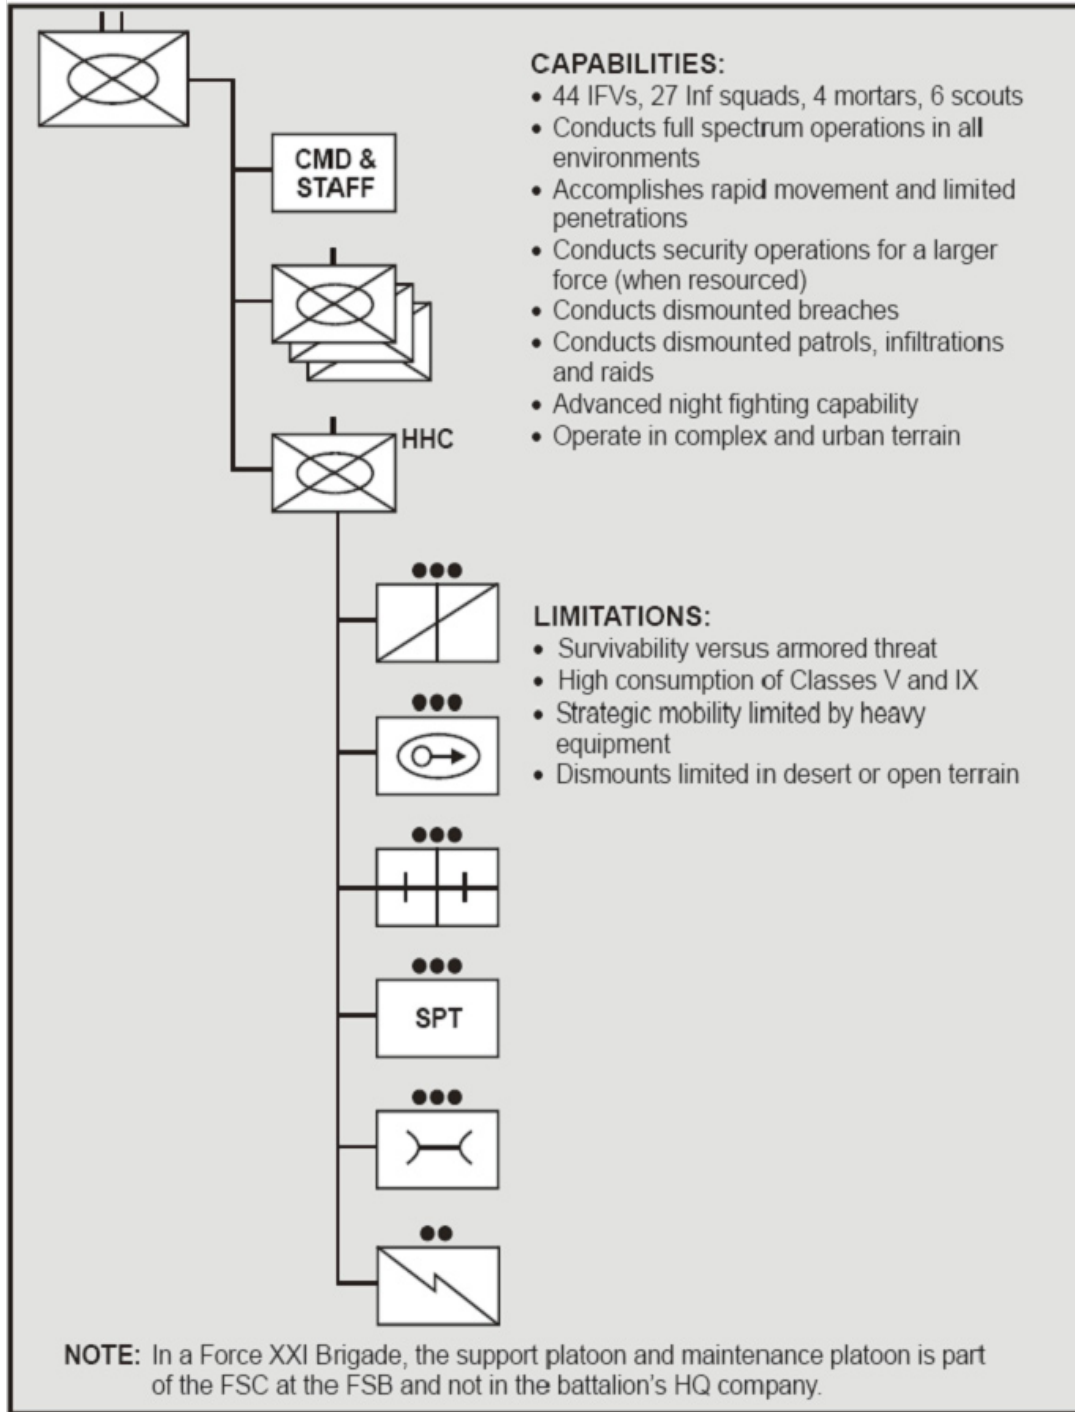 CAPABILITIES:
• 44 IFVs, 27 Inf squads, 4 mortars, 6 scouts
• Conducts full spectrum operations in all
environments
• Accomplishes rapid movement and limited
penetrations
• Conducts security operations for a larger
force (when resourced)
• Conducts dismounted breaches
• Conducts dismounted patrols, infiltrations
and raids
• Advanced night fighting capability
• Operate in complex and urban terrain
CMD &
STAFF
HHC
LIMITATIONS:
• Survivability versus armored threat
• High consumption of Classes V and IX
• Strategic mobility limited by heavy
equipment
• Dismounts limited in desert or open terrain
SPT
NOTE: In a Force XXI Brigade, the support platoon and maintenance platoon is part
of the FSC at the FSB and not in the battalion's HQ company.